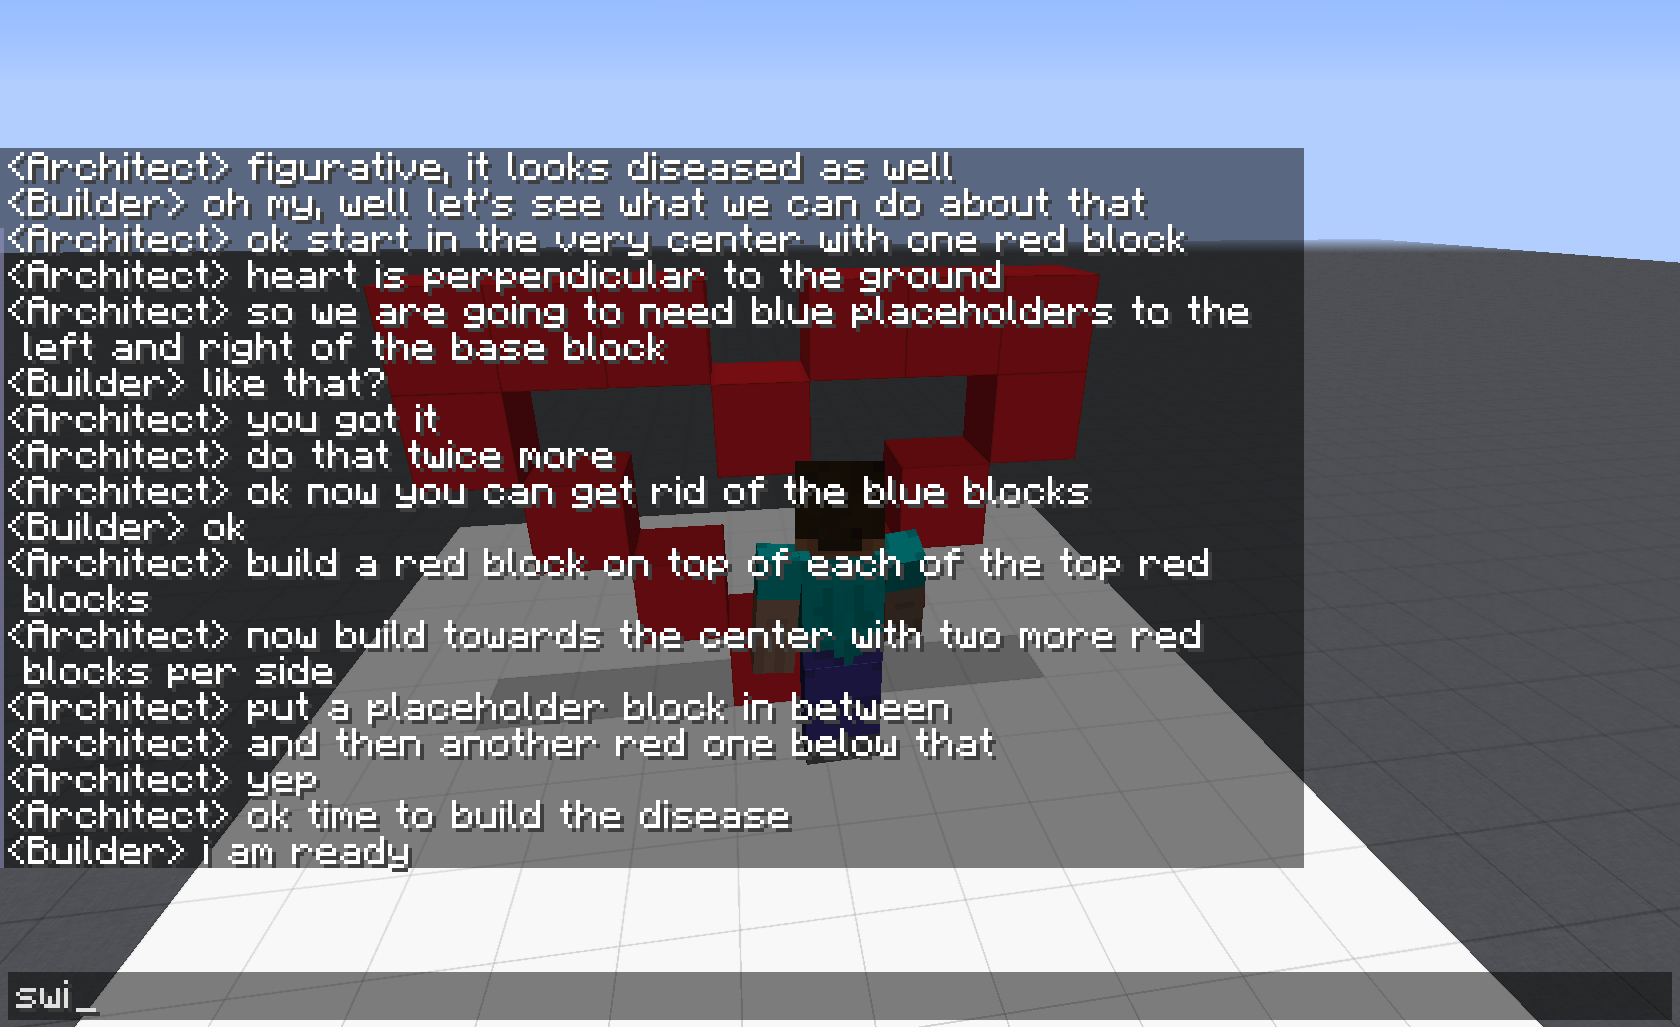 <Architect> figurative, it looks diseased as well
<Builder> oh my, well let's see what we can do about that
<Architect> ok start in the very center with one red block
<Architect> heart is perpendicular to the ground
<Architect> so we are going to need blue placeholders to the
left and right of the base block
<Builder> like that?
<Architect> you got it
<Architect> do that twice more
<Architect> ok now you can get rid of the blue blocks
<Builder> ok
<Architect> build a red block on top of each of the top red
blocks
<Architect> now build towards the center with two more red
blocks per side
<Architect> put a placeholder block in between
<Architect> and then another red one below that
<Architect> yep
<Architect> ok time to build the disease
<Builder> i am ready
swi_